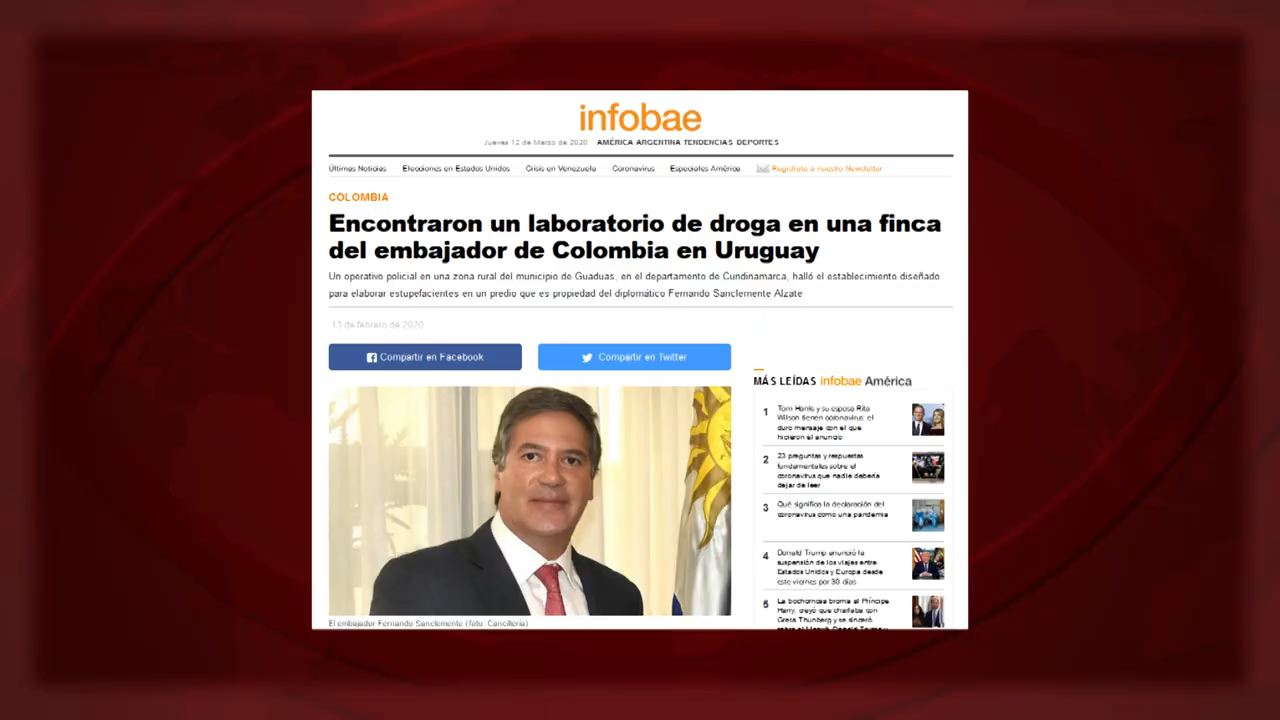 infobae
Jueves 12 de Marzo de 2020 AMÉRICA ARGENTINA TENDENCIAS DEPORTES
Últimas Noticias Elecciones en Estados Unidos Crisis en Venezuela Coronavirus Especiales América Registrate a nuestro Newsletter
COLOMBIA
Encontraron un laboratorio de droga en una finca
del embajador de Colombia en Uruguay
Un operativo policial en una zona rural del municipio de Guaduas, en el departamento de Cundinamarca, halló el establecimiento diseñado
para elaborar estupefacientes en un predio que es propiedad del diplomático Fernando Sanclemente Alzate
13 de febrero de 2020
Compartir en Facebook
Compartir en Twitter
El embajador Fernando Sanclemente (foto: Cancillería)
MÁS LEÍDAS infobae América
1 Tom Hanks y su esposa Rita
Wilson tienen coronavirus: el
duro mensaje con el que
hicieron el anuncio
2 23 preguntas y respuestas
fundamentales sobre el
coronavirus que nadie debería
dejar de leer
3 Qué significa la declaración del
coronavirus como una pandemia
4 Donald Trump anunció la
suspensión de los viajes entre
Estados Unidos y Europa desde
este viernes por 30 días
5 La bochornosa broma al Príncipe
Harry: creyó que charlaba con
Greta Thunberg y se sinceró
sobre el Megxit, Donald Trump y